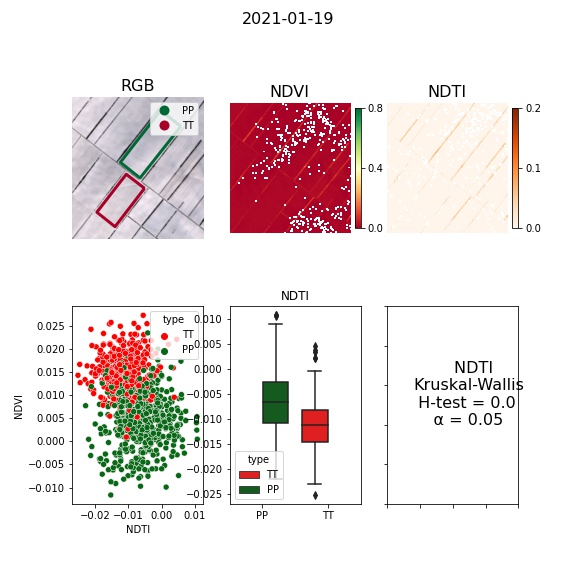 2021-01-19
RGB
PP
TT
NDVI
0.8
0.4
0.0
NDTI
0.2
0.1
0.0
type
TT
PP
0.025
0.020
0.015
0.010
0.005
0.000
−0.005
−0.010
NDVI
−0.02
−0.01
0.00
0.01
NDTI
NDTI
0.010
0.005
0.000
−0.005
−0.010
−0.015
−0.020
−0.025
type
TT
PP
PP
TT
NDTI
Kruskal-Wallis
H-test = 0.0
α = 0.05